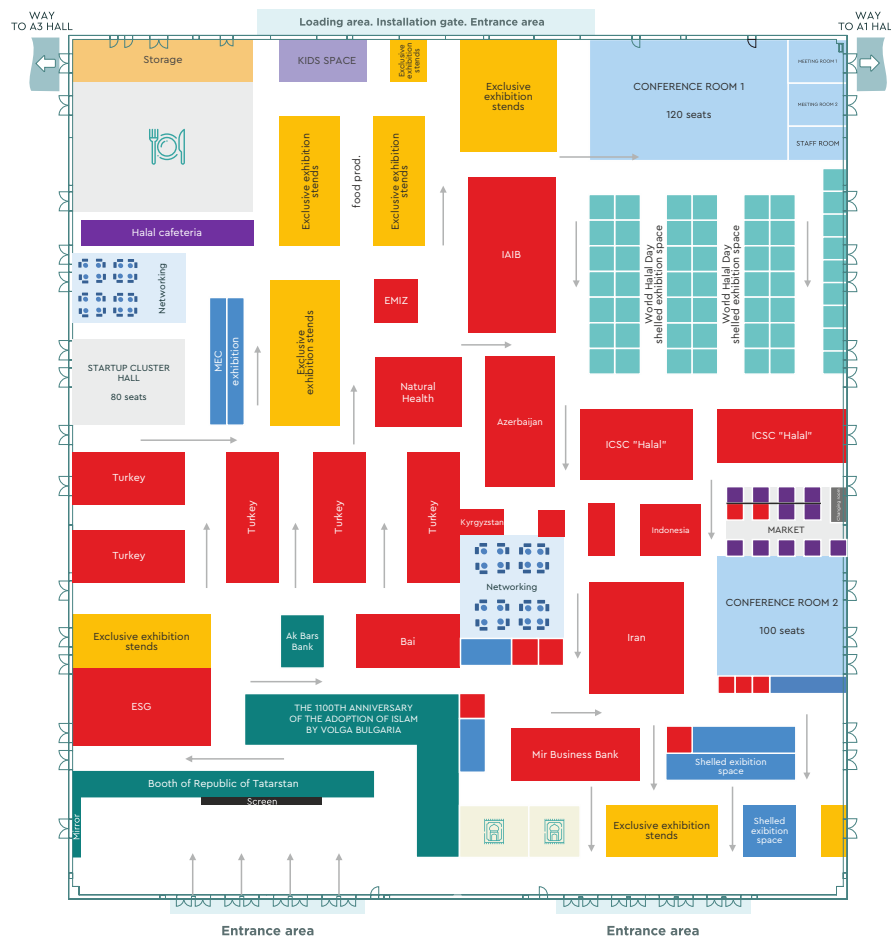 WAY
TO A3 HALL
Loading area. Installation gate. Entrance area
WAY
TO A1 HAL
Storage
KIDS SPACE
Exclusive
exhibition
stends
Exclusive
exhibition
stends
CONFERENCE ROOM 1
120 seats
MEETING ROOM 1
MEETING ROOM 2
STAFF ROOM
Exclusive exhibition
stends
food prod.
Exclusive exhibition
stends
Halal cafeteria
IAIB
World Halal Day
shelled exhibition space
World Halal Day
shelled exhibition space
Networking
EMIZ
MEC
exhibition
Exclusive
exhibition stends
STARTUP CLUSTER
HALL
80 seats
Natural
Health
Azerbaijan
ICSC "Halal"
ICSC "Halal"
Turkey
Turkey
Turkey
Turkey
Turkey
Kyrgyzstan
Indonesia
MARKET
Networking
CONFERENCE ROOM 2
100 seats
Exclusive exhibition
stends
Ak Bars
Bank
Bai
Iran
ESG
THE 1100TH ANNIVERSARY
OF THE ADOPTION OF ISLAM
BY VOLGA BULGARIA
Mir Business Bank
Shelled exibition
space
Booth of Republic of Tatarstan
Screen
Mirror
Exclusive exhibition
stends
Shelled
exibition
space
Entrance area
Entrance area